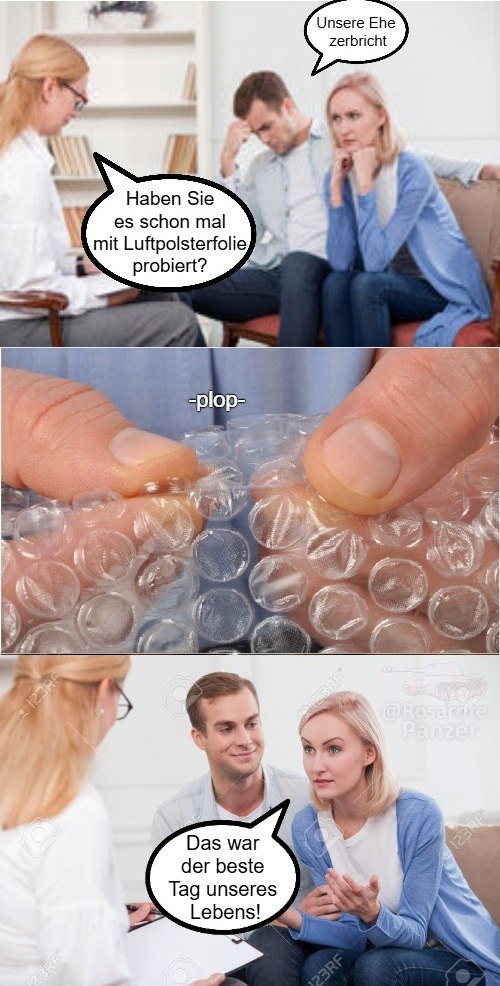 Unsere Ehe
zerbricht
Haben Sie
es schon mal
mit Luftpolsterfolie
probiert?
-plop-
@Rosarote
Panzer
Das war
der beste
Tag unseres
Lebens!
123RF